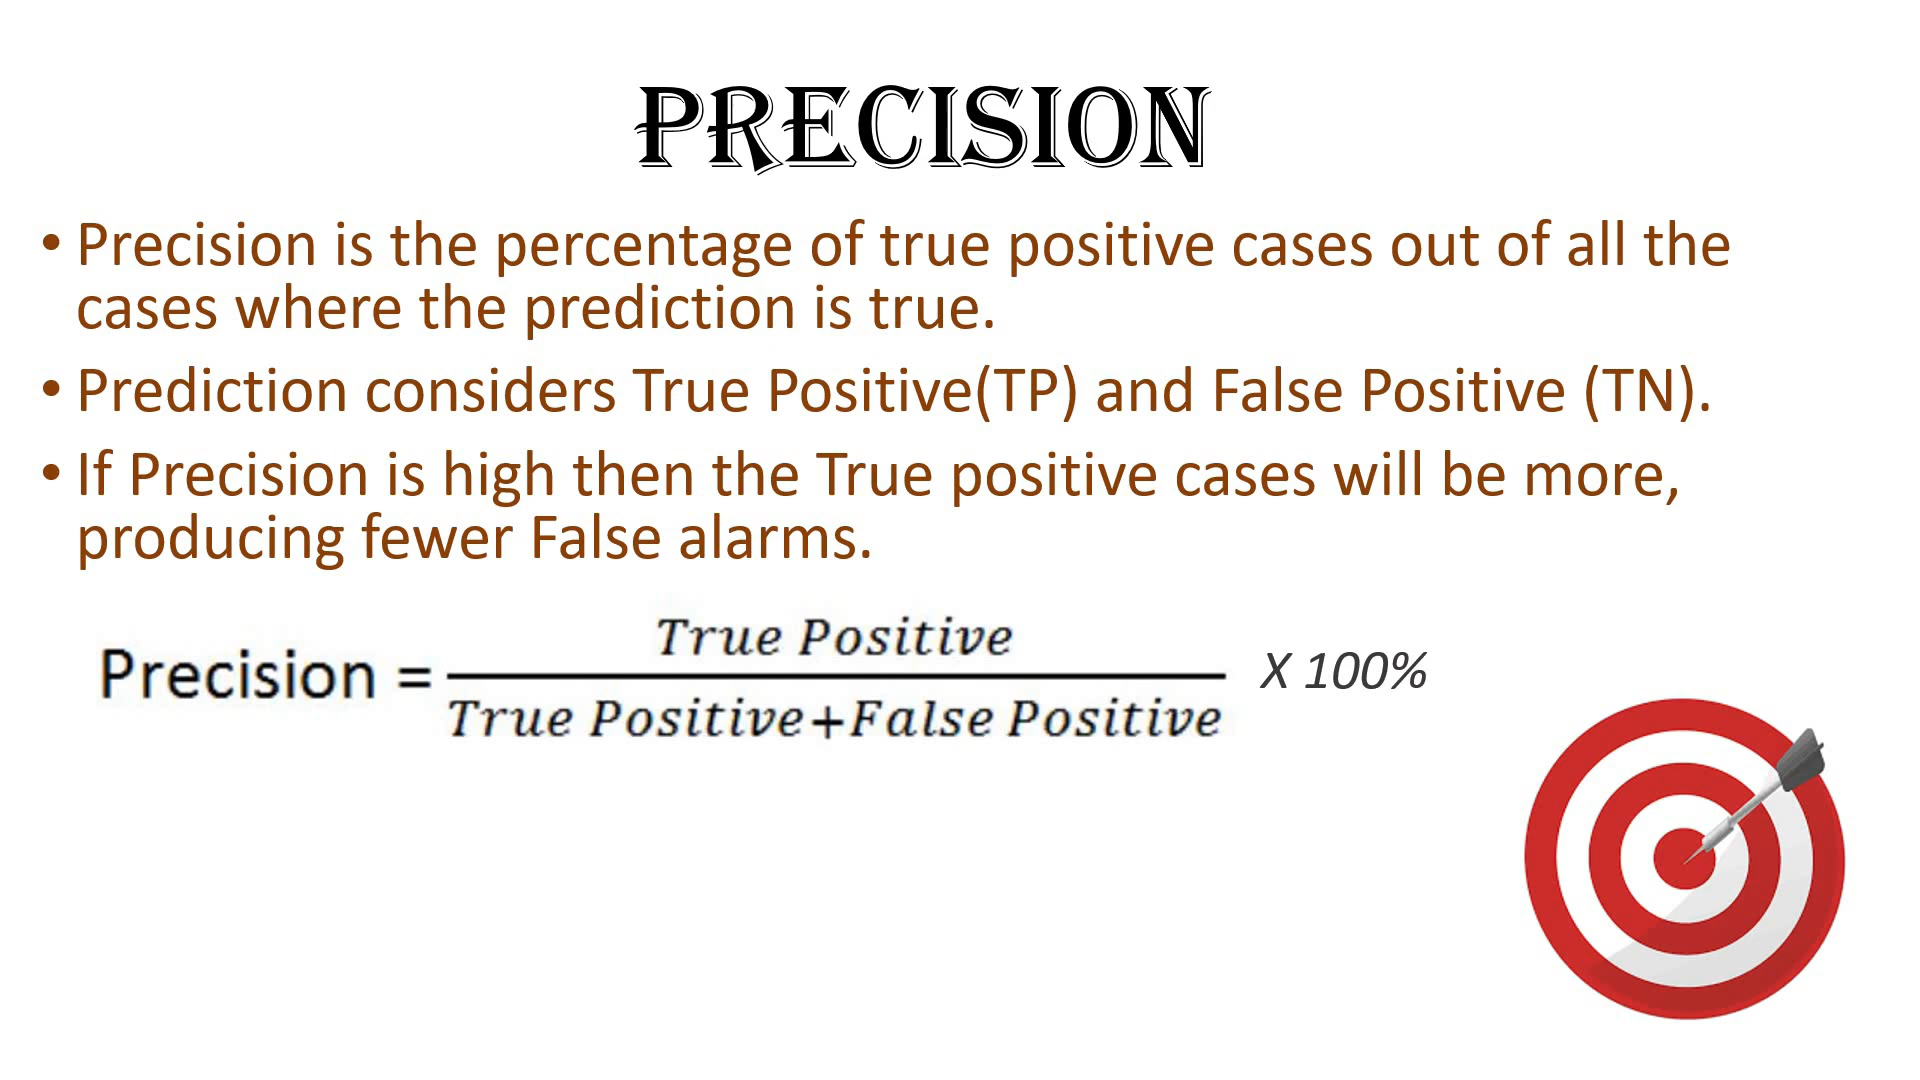 PRECISION
• Precision is the percentage of true positive cases out of all the
cases where the prediction is true.
• Prediction considers True Positive(TP) and False Positive (TN).
• If Precision is high then the True positive cases will be more,
producing fewer False alarms.
True Positive
Precision = X 100%
True Positive+False Positive